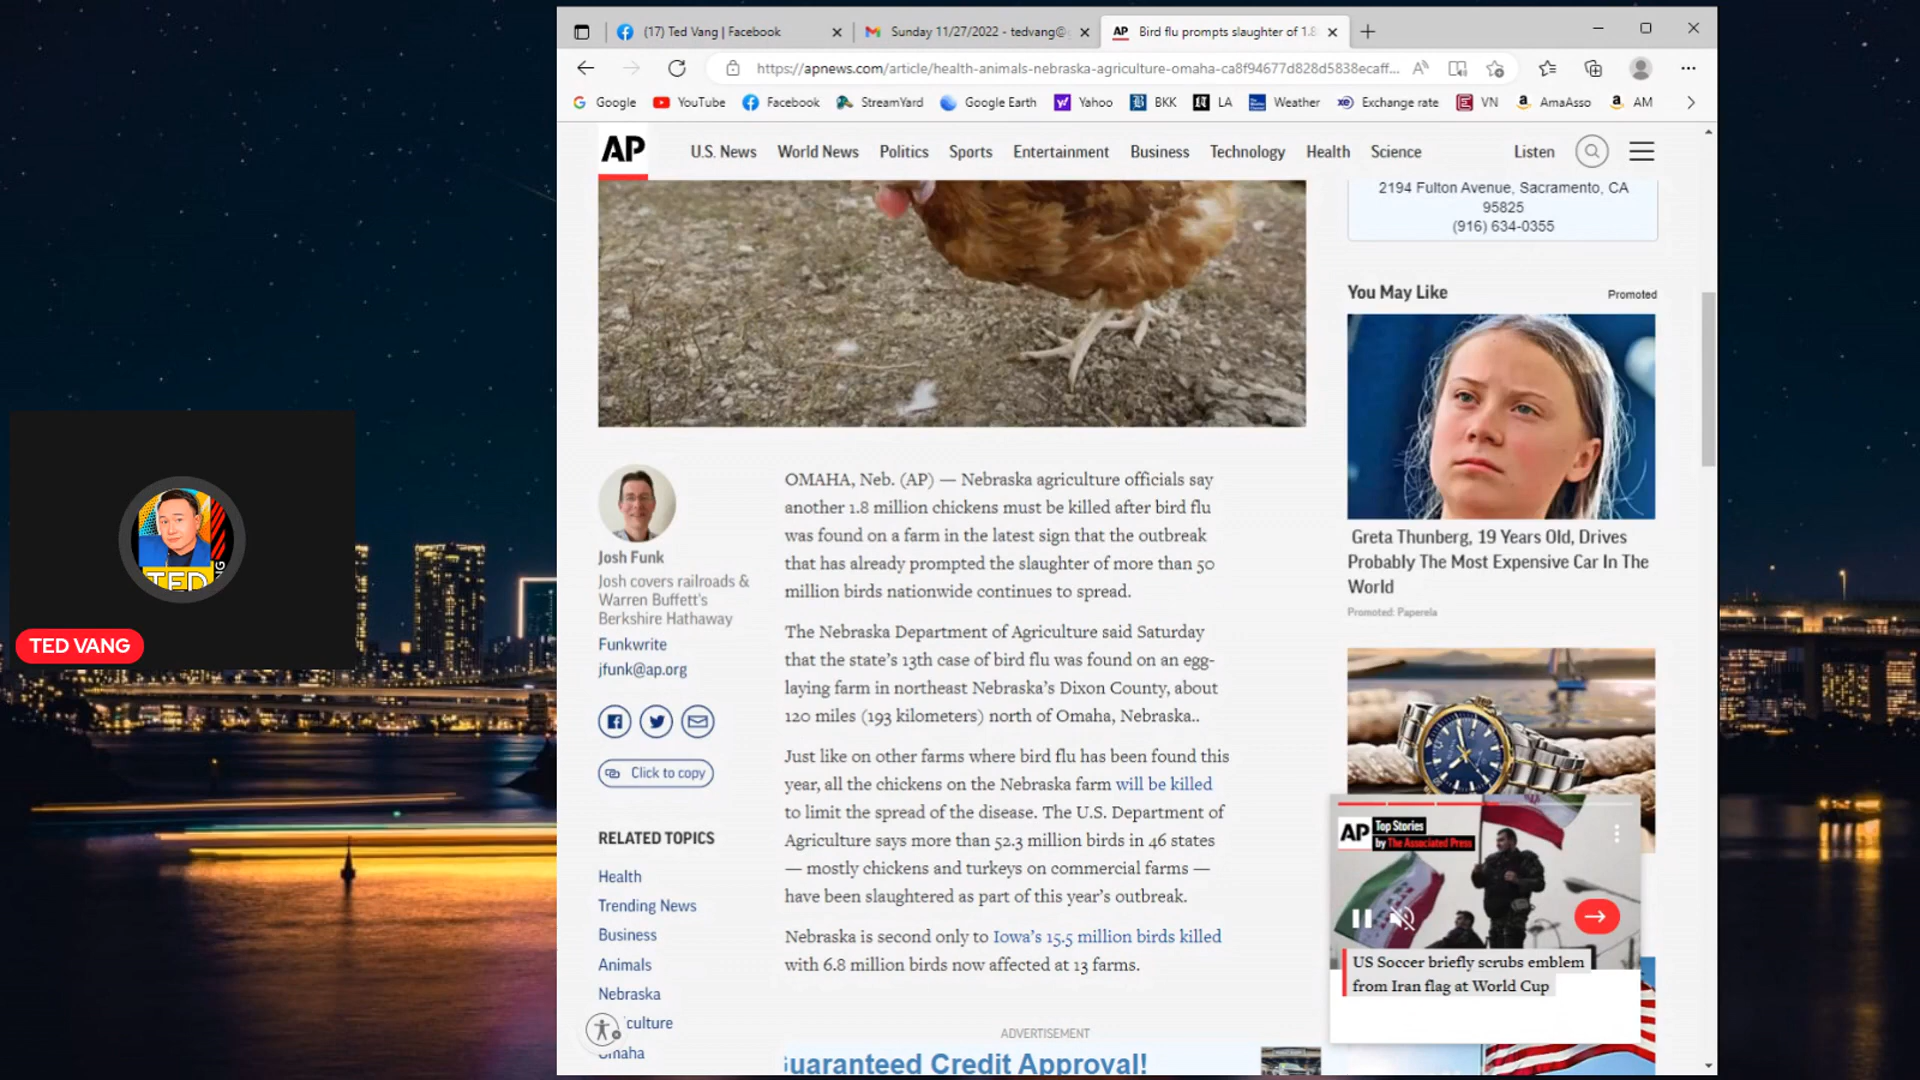 (17) Ted Vang | Facebook
Sunday 11/27/2022 - tedvang@
AP Bird flu prompts slaughter of 1.8
https://apnews.com/article/health-animals-nebraska-agriculture-omaha-ca8f94677d828d5838ecaff...
Google YouTube Facebook StreamYard Google Earth Yahoo BKK LA Weather Exchange rate VN AmaAsso AM
AP
U.S. News World News Politics Sports Entertainment Business Technology Health Science Listen
2194 Fulton Avenue, Sacramento, CA
95825
(916) 634-0355
You May Like
Promoted
Greta Thunberg, 19 Years Old, Drives
Probably The Most Expensive Car In The
World
Promoted: Paperela
TED
TED VANG
Josh Funk
Josh covers railroads &
Warren Buffett's
Berkshire Hathaway
Funkwrite
jfunk@ap.org
Click to copy
RELATED TOPICS
Health
Trending News
Business
Animals
Nebraska
culture
Omaha
OMAHA, Neb. (AP) — Nebraska agriculture officials say
another 1.8 million chickens must be killed after bird flu
was found on a farm in the latest sign that the outbreak
that has already prompted the slaughter of more than 50
million birds nationwide continues to spread.
The Nebraska Department of Agriculture said Saturday
that the state's 13th case of bird flu was found on an egg-
laying farm in northeast Nebraska's Dixon County, about
120 miles (193 kilometers) north of Omaha, Nebraska..
Just like on other farms where bird flu has been found this
year, all the chickens on the Nebraska farm will be killed
to limit the spread of the disease. The U.S. Department of
Agriculture says more than 52.3 million birds in 46 states
— mostly chickens and turkeys on commercial farms —
have been slaughtered as part of this year's outbreak.
Nebraska is second only to Iowa's 15.5 million birds killed
with 6.8 million birds now affected at 13 farms.
ADVERTISEMENT
Guaranteed Credit Approval!
AP Top Stories
by The Associated Press
US Soccer briefly scrubs emblem
from Iran flag at World Cup